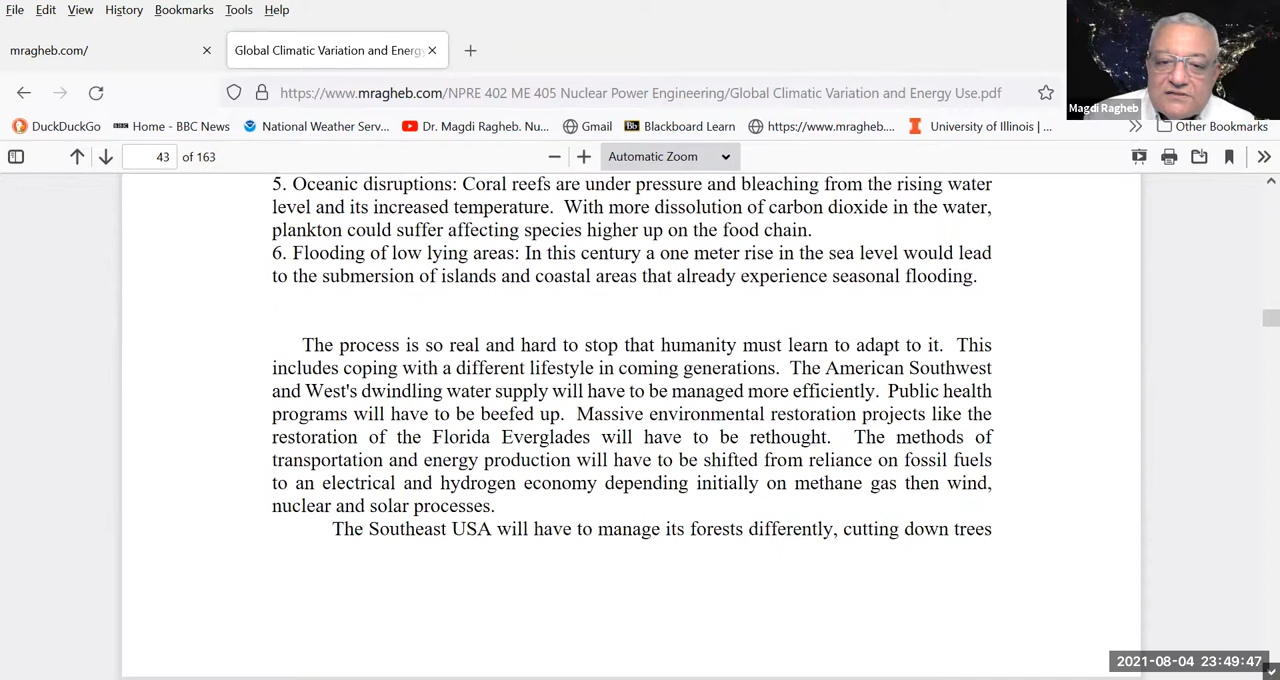 File Edit View History Bookmarks Tools Help
mragheb.com/ × Global Climatic Variation and Energy × +
https://www.mragheb.com/NPRE 402 ME 405 Nuclear Power Engineering/Global Climatic Variation and Energy Use.pdf
Magdi Ragheb
DuckDuckGo BBC Home - BBC News National Weather Serv... Dr. Magdi Ragheb. Nu... Gmail Bb Blackboard Learn https://www.mragheb.... I University of Illinois |... Other Bookmarks
43 of 163 Automatic Zoom
5. Oceanic disruptions: Coral reefs are under pressure and bleaching from the rising water
level and its increased temperature. With more dissolution of carbon dioxide in the water,
plankton could suffer affecting species higher up on the food chain.
6. Flooding of low lying areas: In this century a one meter rise in the sea level would lead
to the submersion of islands and coastal areas that already experience seasonal flooding.
The process is so real and hard to stop that humanity must learn to adapt to it. This
includes coping with a different lifestyle in coming generations. The American Southwest
and West's dwindling water supply will have to be managed more efficiently. Public health
programs will have to be beefed up. Massive environmental restoration projects like the
restoration of the Florida Everglades will have to be rethought. The methods of
transportation and energy production will have to be shifted from reliance on fossil fuels
to an electrical and hydrogen economy depending initially on methane gas then wind,
nuclear and solar processes.
The Southeast USA will have to manage its forests differently, cutting down trees
2021-08-04 23:49:47